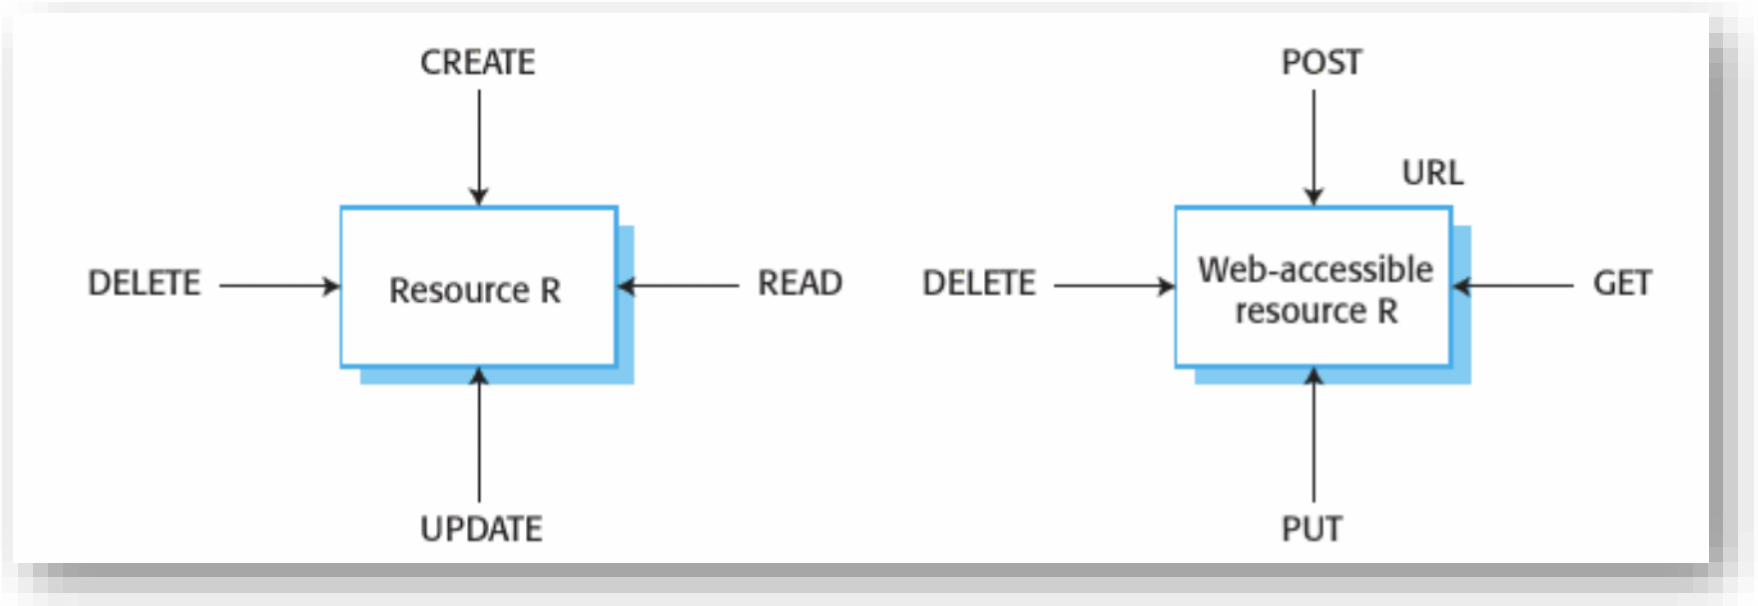 CREATE
DELETE
Resource R
READ
UPDATE
POST
URL
DELETE
Web-accessible
resource R
GET
PUT